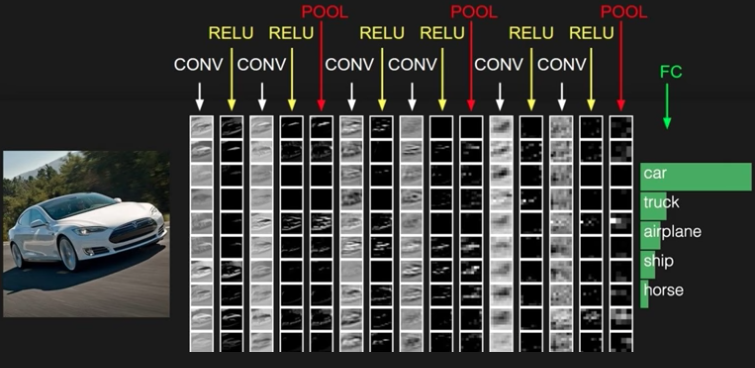 POOL POOL POOL
RELU RELU RELU RELU RELU RELU
CONV CONV CONV CONV CONV CONV
FC
car
truck
airplane
ship
horse